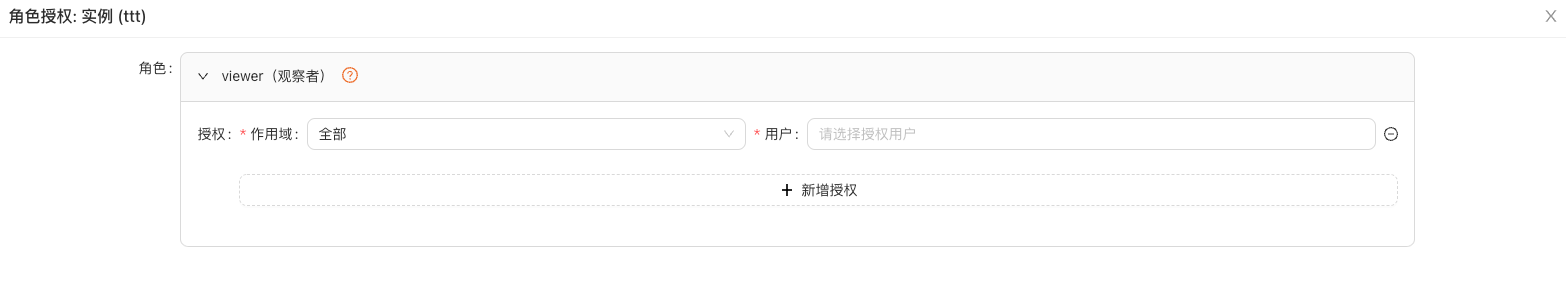 角色授权: 实例 (ttt)
角色:
viewer（观察者） ?
授权: * 作用域: 全部 * 用户: 请选择授权用户
+ 新增授权